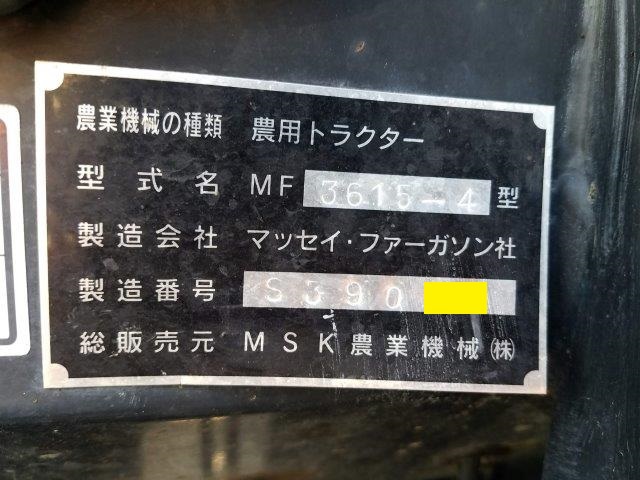 農業機械の種類 農用トラクター
型式名 MF 3615-4 型
製造会社 マッセイ・ファーガソン社
製造番号 S390
総販売元 MSK農業機械㈱